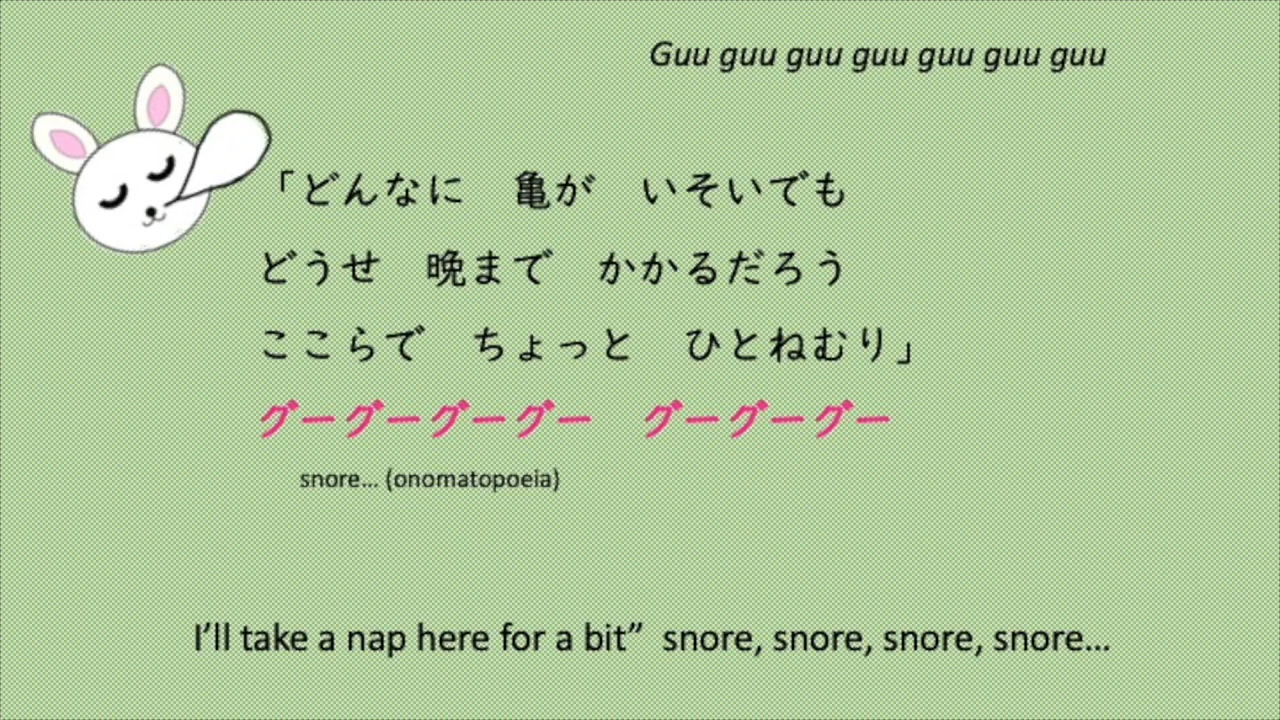 Guu guu guu guu guu guu guu
「どんなに　亀が　いそいでも
どうせ　晩まで　かかるだろう
ここらで　ちょっと　ひとねむり」
グーグーグーグー　グーグーグー
snore... (onomatopoeia)
I’ll take a nap here for a bit”  snore, snore, snore, snore...